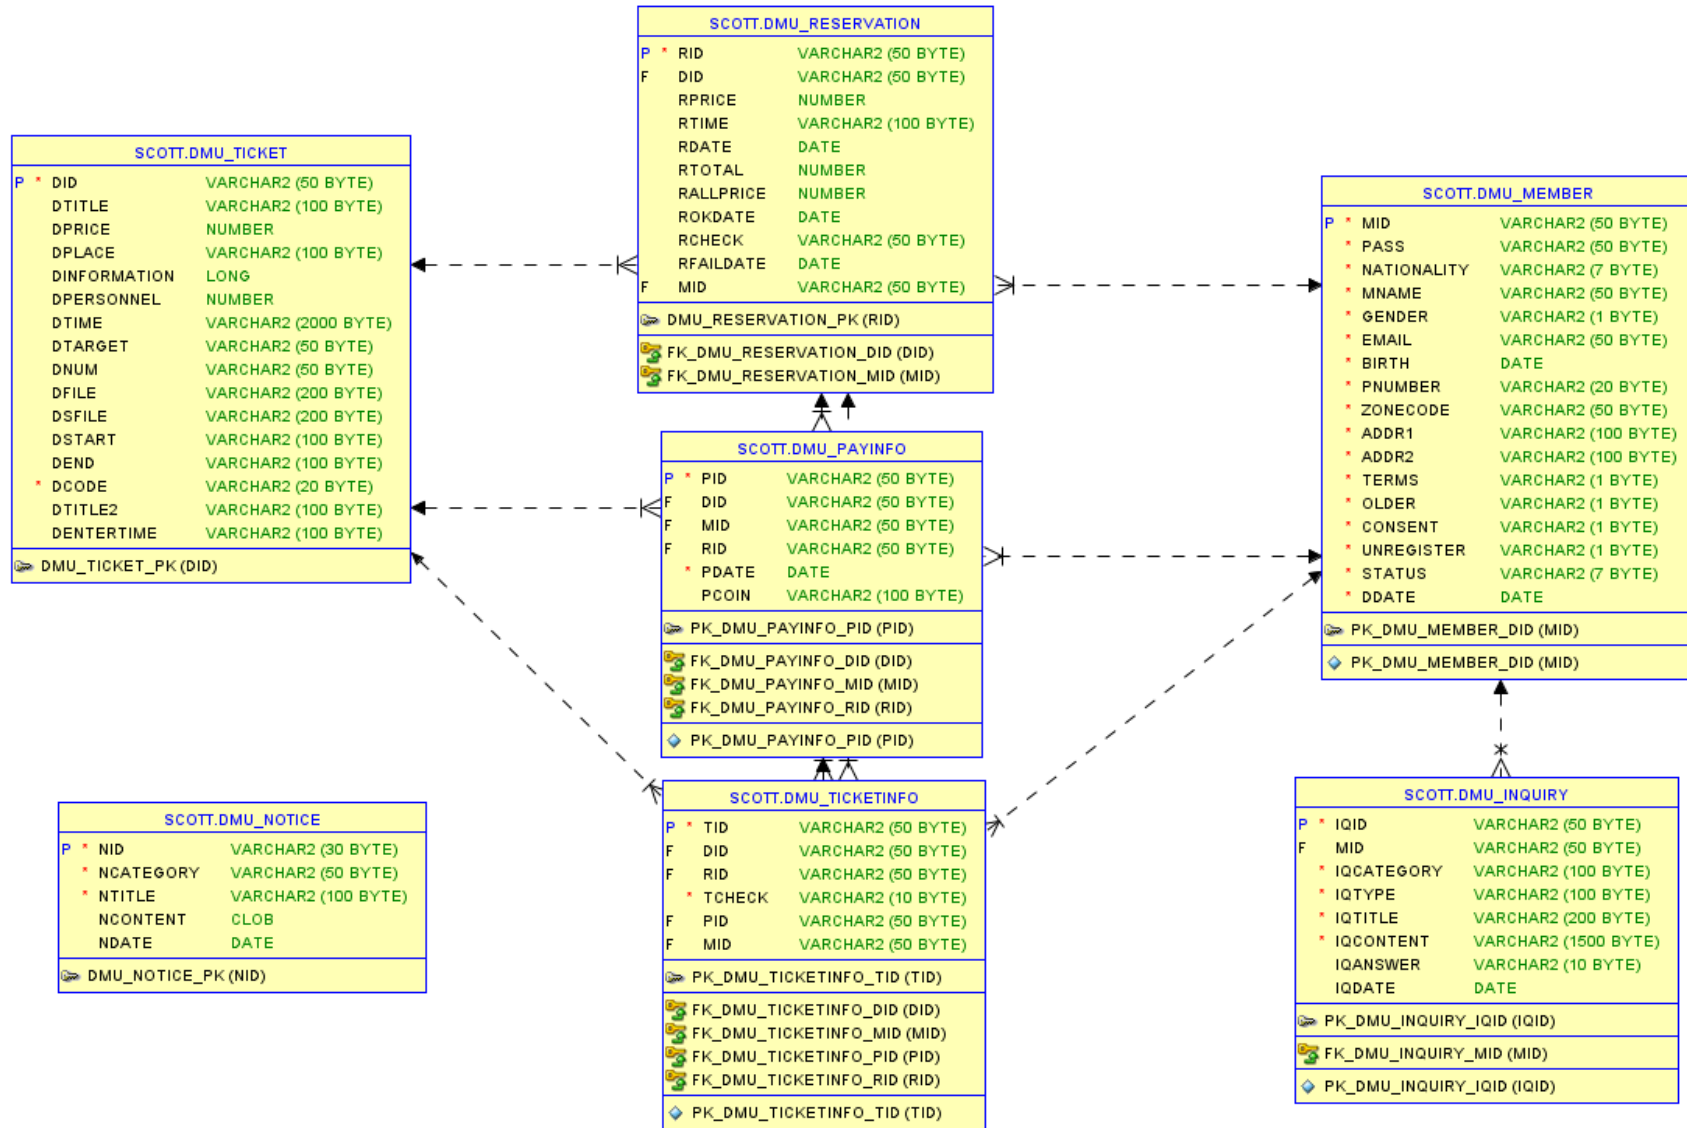 SCOTT.DMU_RESERVATION
P * RID VARCHAR2 (50 BYTE)
F DID VARCHAR2 (50 BYTE)
RPRICE NUMBER
RTIME VARCHAR2 (100 BYTE)
RDATE DATE
RTOTAL NUMBER
RALLPRICE NUMBER
ROKDATE DATE
RCHECK VARCHAR2 (50 BYTE)
RFAILDATE DATE
F MID VARCHAR2 (50 BYTE)
DMU_RESERVATION_PK (RID)
FK_DMU_RESERVATION_DID (DID)
FK_DMU_RESERVATION_MID (MID)
SCOTT.DMU_TICKET
P * DID VARCHAR2 (50 BYTE)
DTITLE VARCHAR2 (100 BYTE)
DPRICE NUMBER
DPLACE VARCHAR2 (100 BYTE)
DINFORMATION LONG
DPERSONNEL NUMBER
DTIME VARCHAR2 (2000 BYTE)
DTARGET VARCHAR2 (50 BYTE)
DNUM VARCHAR2 (50 BYTE)
DFILE VARCHAR2 (200 BYTE)
DSFILE VARCHAR2 (200 BYTE)
DSTART VARCHAR2 (100 BYTE)
DEND VARCHAR2 (100 BYTE)
* DCODE VARCHAR2 (20 BYTE)
DTITLE2 VARCHAR2 (100 BYTE)
DENTERTIME VARCHAR2 (100 BYTE)
DMU_TICKET_PK (DID)
SCOTT.DMU_MEMBER
P * MID VARCHAR2 (50 BYTE)
* PASS VARCHAR2 (50 BYTE)
* NATIONALITY VARCHAR2 (7 BYTE)
* MNAME VARCHAR2 (50 BYTE)
* GENDER VARCHAR2 (1 BYTE)
* EMAIL VARCHAR2 (50 BYTE)
* BIRTH DATE
* PNUMBER VARCHAR2 (20 BYTE)
* ZONECODE VARCHAR2 (50 BYTE)
* ADDR1 VARCHAR2 (100 BYTE)
* ADDR2 VARCHAR2 (100 BYTE)
* TERMS VARCHAR2 (1 BYTE)
* OLDER VARCHAR2 (1 BYTE)
* CONSENT VARCHAR2 (1 BYTE)
* UNREGISTER VARCHAR2 (1 BYTE)
* STATUS VARCHAR2 (7 BYTE)
* DDATE DATE
PK_DMU_MEMBER_DID (MID)
PK_DMU_MEMBER_DID (MID)
SCOTT.DMU_PAYINFO
P * PID VARCHAR2 (50 BYTE)
F DID VARCHAR2 (50 BYTE)
F MID VARCHAR2 (50 BYTE)
F RID VARCHAR2 (50 BYTE)
* PDATE DATE
PCOIN VARCHAR2 (100 BYTE)
PK_DMU_PAYINFO_PID (PID)
FK_DMU_PAYINFO_DID (DID)
FK_DMU_PAYINFO_MID (MID)
FK_DMU_PAYINFO_RID (RID)
PK_DMU_PAYINFO_PID (PID)
SCOTT.DMU_NOTICE
P * NID VARCHAR2 (30 BYTE)
* NCATEGORY VARCHAR2 (50 BYTE)
* NTITLE VARCHAR2 (100 BYTE)
NCONTENT CLOB
NDATE DATE
DMU_NOTICE_PK (NID)
SCOTT.DMU_TICKETINFO
P * TID VARCHAR2 (50 BYTE)
F DID VARCHAR2 (50 BYTE)
F RID VARCHAR2 (50 BYTE)
* TCHECK VARCHAR2 (10 BYTE)
F PID VARCHAR2 (50 BYTE)
F MID VARCHAR2 (50 BYTE)
PK_DMU_TICKETINFO_TID (TID)
FK_DMU_TICKETINFO_DID (DID)
FK_DMU_TICKETINFO_MID (MID)
FK_DMU_TICKETINFO_PID (PID)
FK_DMU_TICKETINFO_RID (RID)
PK_DMU_TICKETINFO_TID (TID)
SCOTT.DMU_INQUIRY
P * IQID VARCHAR2 (50 BYTE)
F MID VARCHAR2 (50 BYTE)
* IQCATEGORY VARCHAR2 (100 BYTE)
* IQTYPE VARCHAR2 (100 BYTE)
* IQTITLE VARCHAR2 (200 BYTE)
* IQCONTENT VARCHAR2 (1500 BYTE)
IQANSWER VARCHAR2 (10 BYTE)
IQDATE DATE
PK_DMU_INQUIRY_IQID (IQID)
FK_DMU_INQUIRY_MID (MID)
PK_DMU_INQUIRY_IQID (IQID)